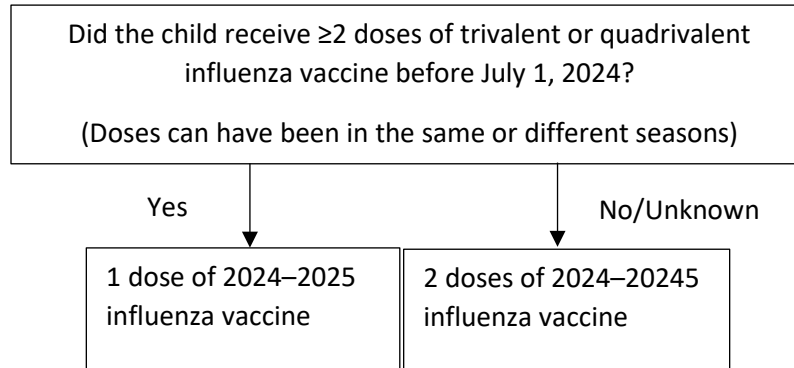 Did the child receive ≥2 doses of trivalent or quadrivalent
influenza vaccine before July 1, 2024?
(Doses can have been in the same or different seasons)
Yes
No/Unknown
1 dose of 2024–2025
influenza vaccine
2 doses of 2024–20245
influenza vaccine